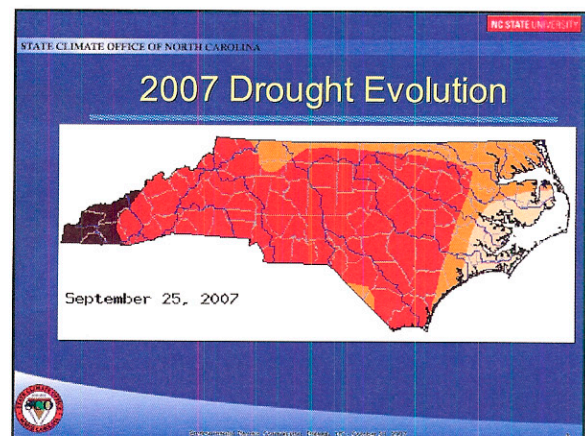 NC STATE UNIVERSITY
STATE CLIMATE OFFICE OF NORTH CAROLINA
2007 Drought Evolution
September 25, 2007